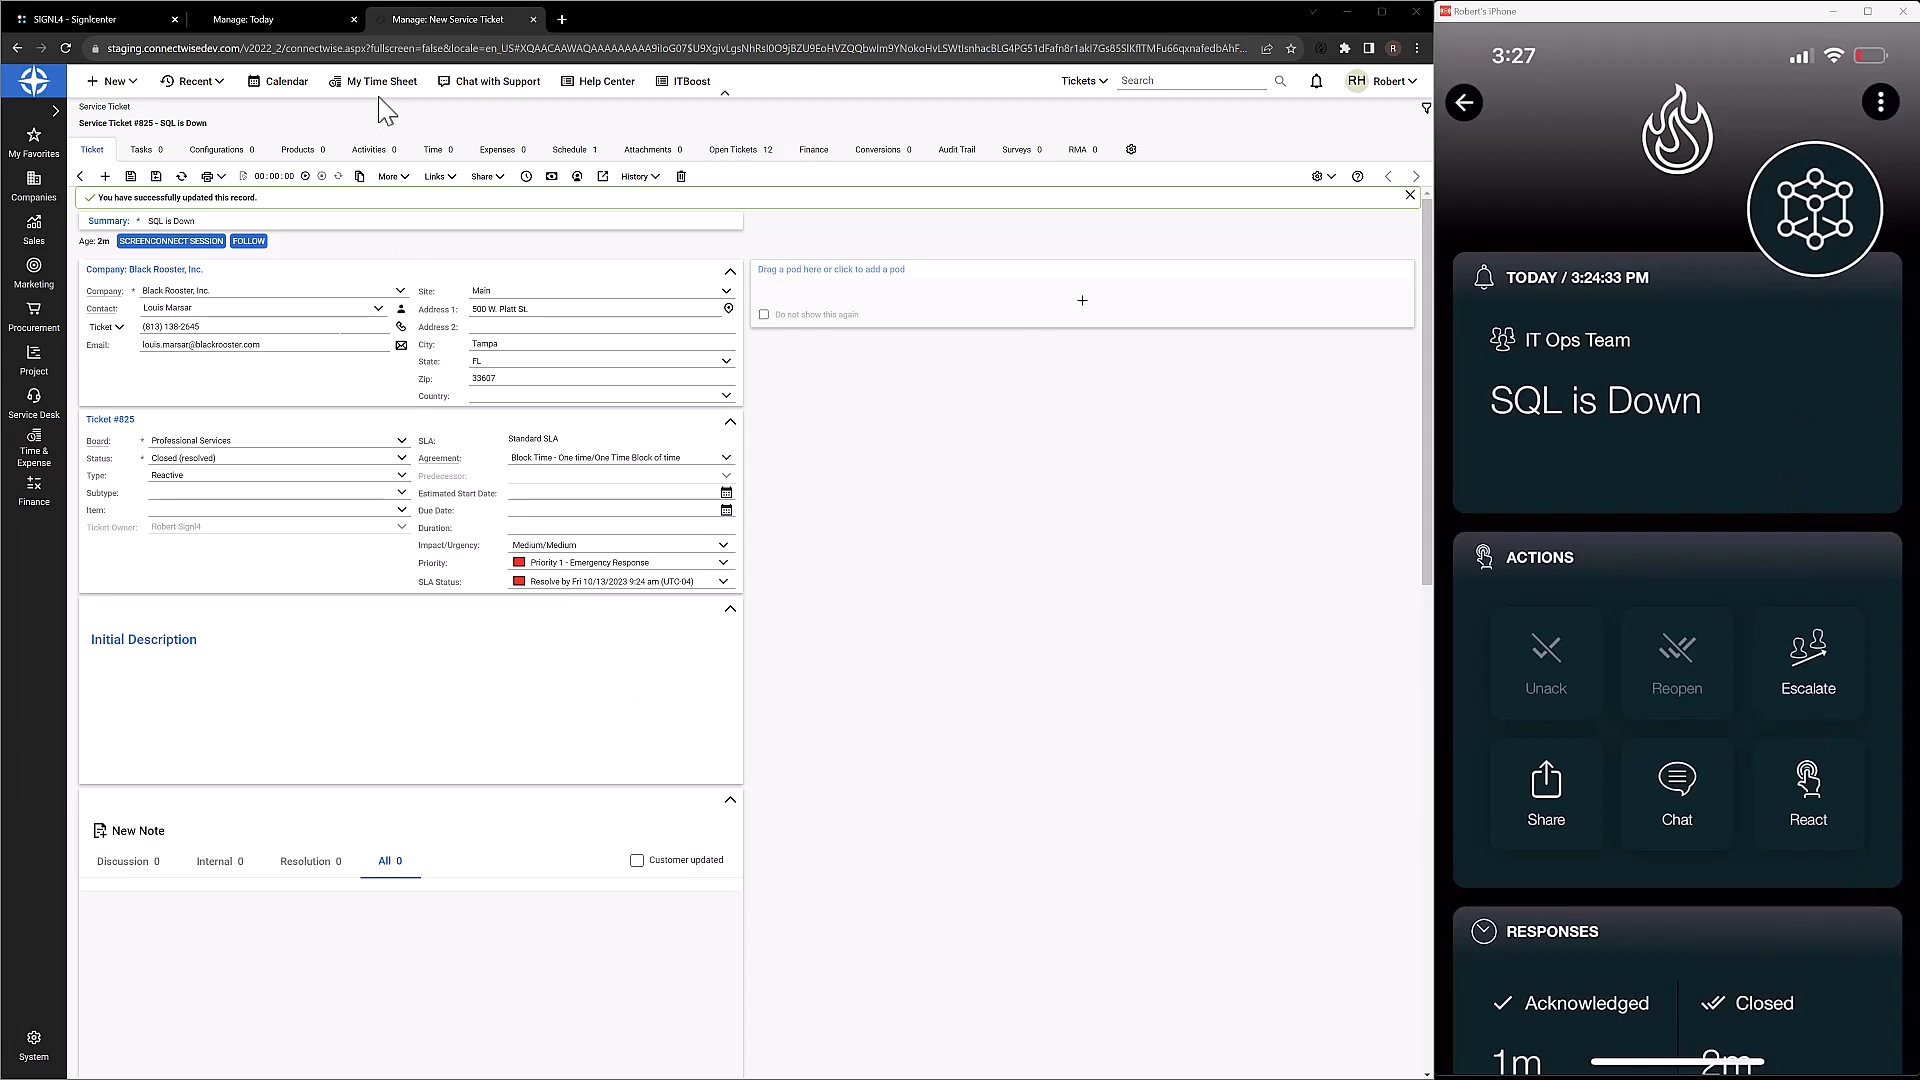 SIGNL4 - Signlcenter
Manage: Today
Manage: New Service Ticket
Robert's iPhone
staging.connectwisedev.com/v2022_2/connectwise.aspx?fullscreen=false&locale=en_US#
R
New
Recent
Calendar
My Time Sheet
Chat with Support
Help Center
ITBoost
Tickets
Search
RH
Robert
Service Ticket
Service Ticket #825 - SQL is Down
Ticket
Tasks 0
Configurations 0
Products 0
Activities 0
Time 0
Expenses 0
Schedule 1
Attachments 0
Open Tickets 12
Finance
Conversions 0
Audit Trail
Surveys 0
RMA 0
00:00:00
More
Links
Share
History
You have successfully updated this record.
Summary: * SQL is Down
Age: 2m
SCREENCONNECT SESSION
FOLLOW
My Favorites
Companies
Sales
Marketing
Procurement
Project
Service Desk
Time &
Expense
Finance
System
Company: Black Rooster, Inc.
Company: * Black Rooster, Inc.
Contact: Louis Marsar
Ticket (813) 138-2645
Email: louis.marsar@blackrooster.com
Site: Main
Address 1: 500 W. Platt St.
Address 2:
City: Tampa
State: FL
Zip: 33607
Country:
Drag a pod here or click to add a pod
Do not show this again
Ticket #825
Board: * Professional Services
Status: * Closed (resolved)
Type: Reactive
Subtype:
Item:
Ticket Owner: Robert Signl4
SLA: Standard SLA
Agreement: Block Time - One time/One Time Block of time
Predecessor:
Estimated Start Date:
Due Date:
Duration:
Impact/Urgency: Medium/Medium
Priority: Priority 1 - Emergency Response
SLA Status: Resolve by Fri 10/13/2023 9:24 am (UTC-04)
Initial Description
New Note
Discussion 0
Internal 0
Resolution 0
All 0
Customer updated
3:27
TODAY / 3:24:33 PM
IT Ops Team
SQL is Down
ACTIONS
Unack
Reopen
Escalate
Share
Chat
React
RESPONSES
Acknowledged
Closed
1m
2m